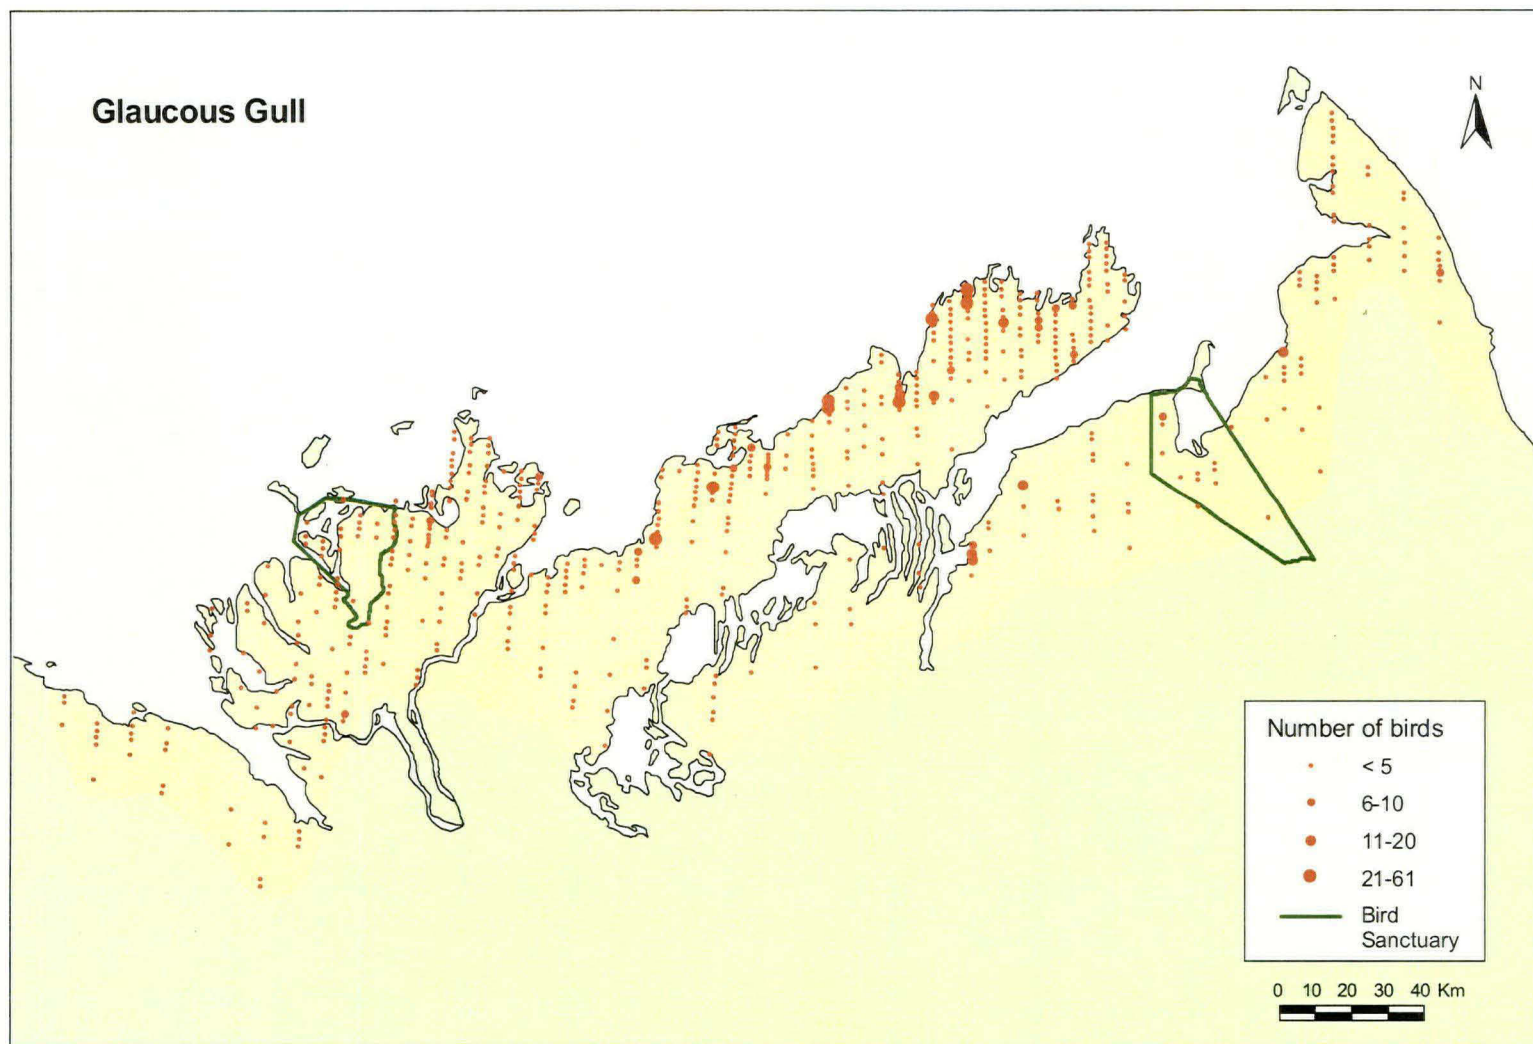 Glaucous Gull
N
Number of birds
< 5
6-10
11-20
21-61
Bird
Sanctuary
0 10 20 30 40 Km